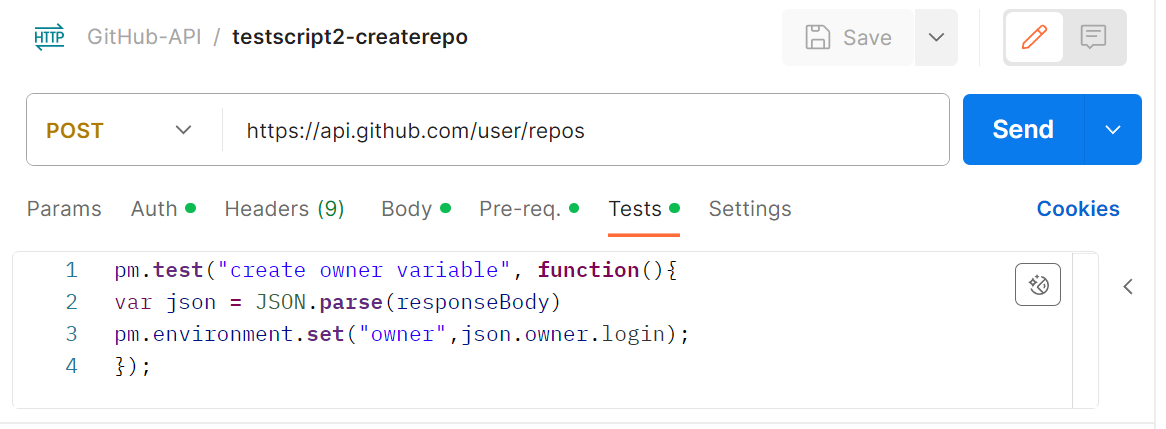 HTTP GitHub-API / testscript2-createrepo Save
POST https://api.github.com/user/repos Send
Params Auth Headers (9) Body Pre-req. Tests Settings Cookies
1 pm.test("create owner variable", function(){
2 var json = JSON.parse(responseBody)
3 pm.environment.set("owner",json.owner.login);
4 });